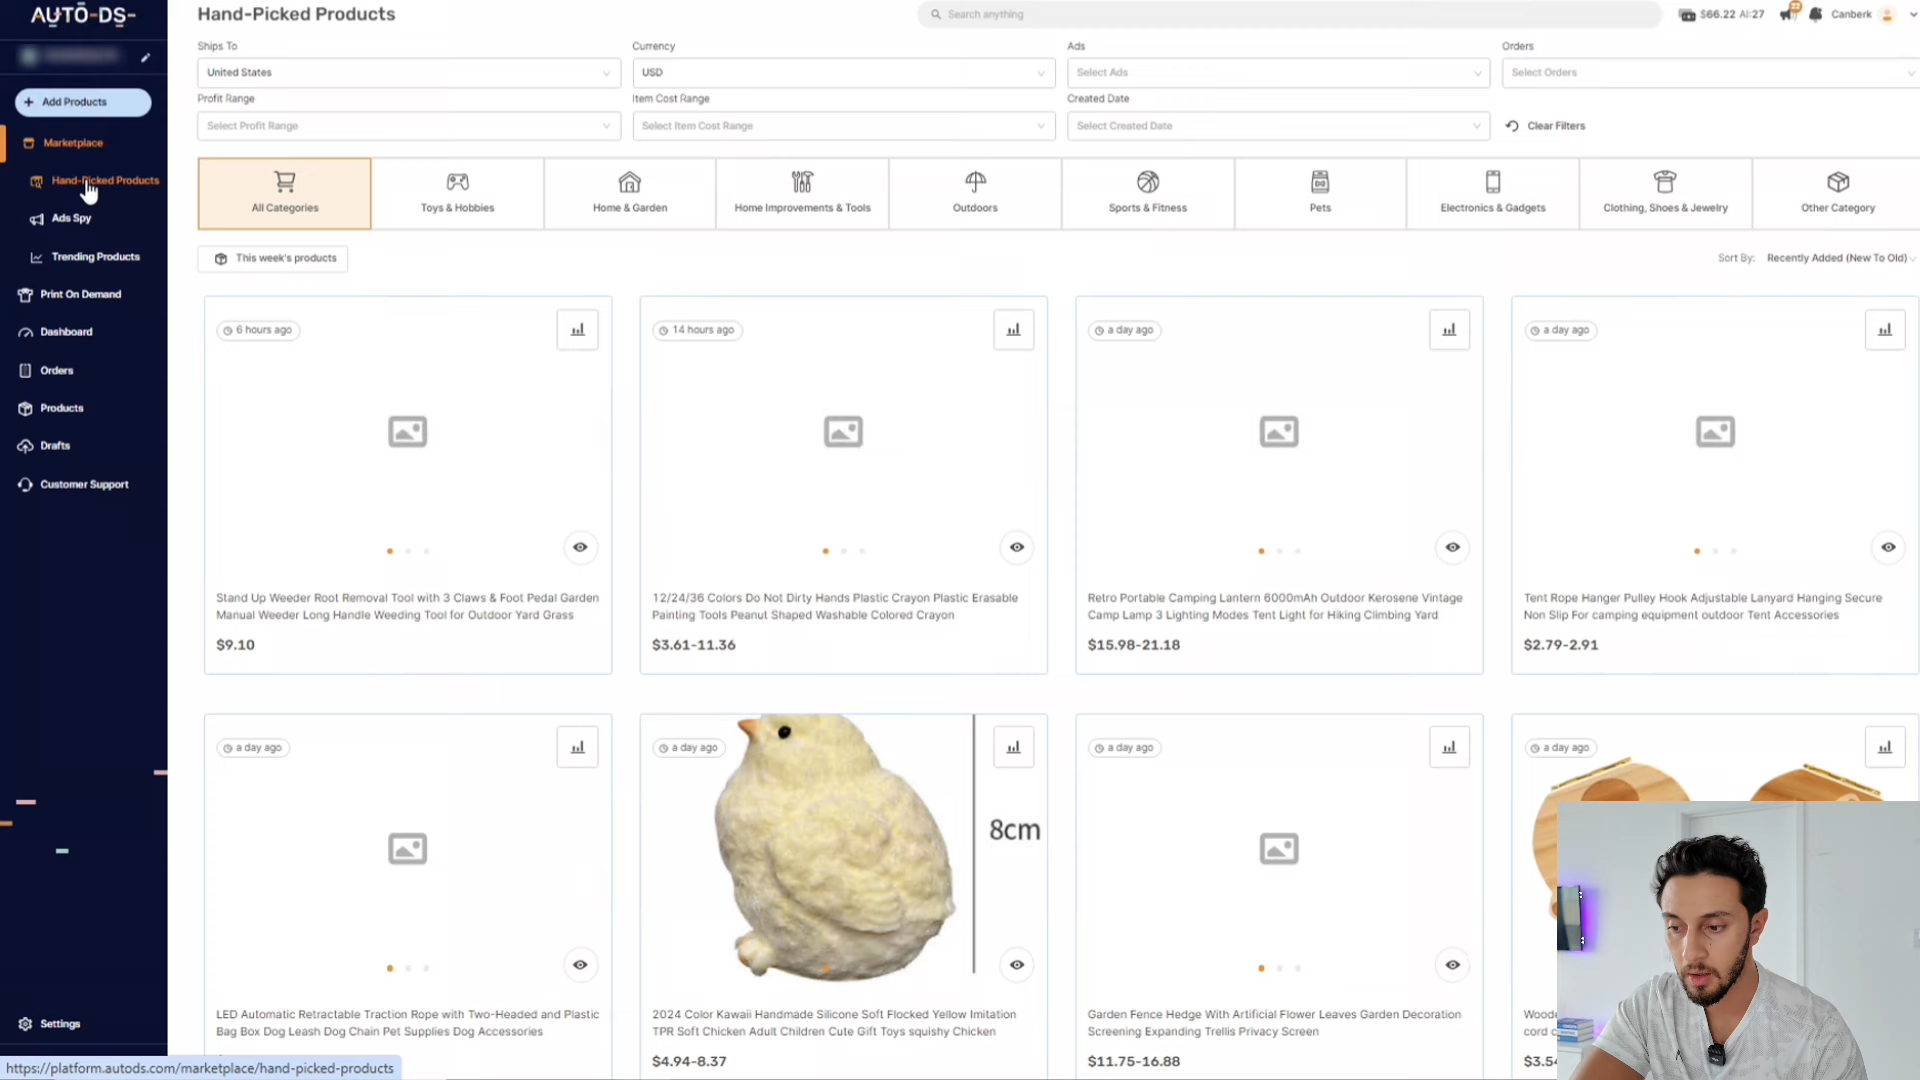 AUTO-DS-
Hand-Picked Products
Search anything
$66.22 AI:27
22
Canberk
Ships To
Currency
Ads
Orders
United States
USD
Select Ads
Select Orders
Profit Range
Item Cost Range
Created Date
Select Profit Range
Select Item Cost Range
Select Created Date
Clear Filters
+ Add Products
Marketplace
Hand-Picked Products
Ads Spy
Trending Products
Print On Demand
Dashboard
Orders
Products
Drafts
Customer Support
Settings
All Categories
Toys & Hobbies
Home & Garden
Home Improvements & Tools
Outdoors
Sports & Fitness
Pets
Electronics & Gadgets
Clothing, Shoes & Jewelry
Other Category
This week's products
Sort By: Recently Added (New To Old)
6 hours ago
Stand Up Weeder Root Removal Tool with 3 Claws & Foot Pedal Garden
Manual Weeder Long Handle Weeding Tool for Outdoor Yard Grass
$9.10
14 hours ago
12/24/36 Colors Do Not Dirty Hands Plastic Crayon Plastic Erasable
Painting Tools Peanut Shaped Washable Colored Crayon
$3.61-11.36
a day ago
Retro Portable Camping Lantern 6000mAh Outdoor Kerosene Vintage
Camp Lamp 3 Lighting Modes Tent Light for Hiking Climbing Yard
$15.98-21.18
a day ago
Tent Rope Hanger Pulley Hook Adjustable Lanyard Hanging Secure
Non Slip For camping equipment outdoor Tent Accessories
$2.79-2.91
a day ago
LED Automatic Retractable Traction Rope with Two-Headed and Plastic
Bag Box Dog Leash Dog Chain Pet Supplies Dog Accessories
a day ago
8cm
2024 Color Kawaii Handmade Silicone Soft Flocked Yellow Imitation
TPR Soft Chicken Adult Children Cute Gift Toys squishy Chicken
$4.94-8.37
a day ago
Garden Fence Hedge With Artificial Flower Leaves Garden Decoration
Screening Expanding Trellis Privacy Screen
$11.75-16.88
a day ago
cord
https://platform.autods.com/marketplace/hand-picked-products